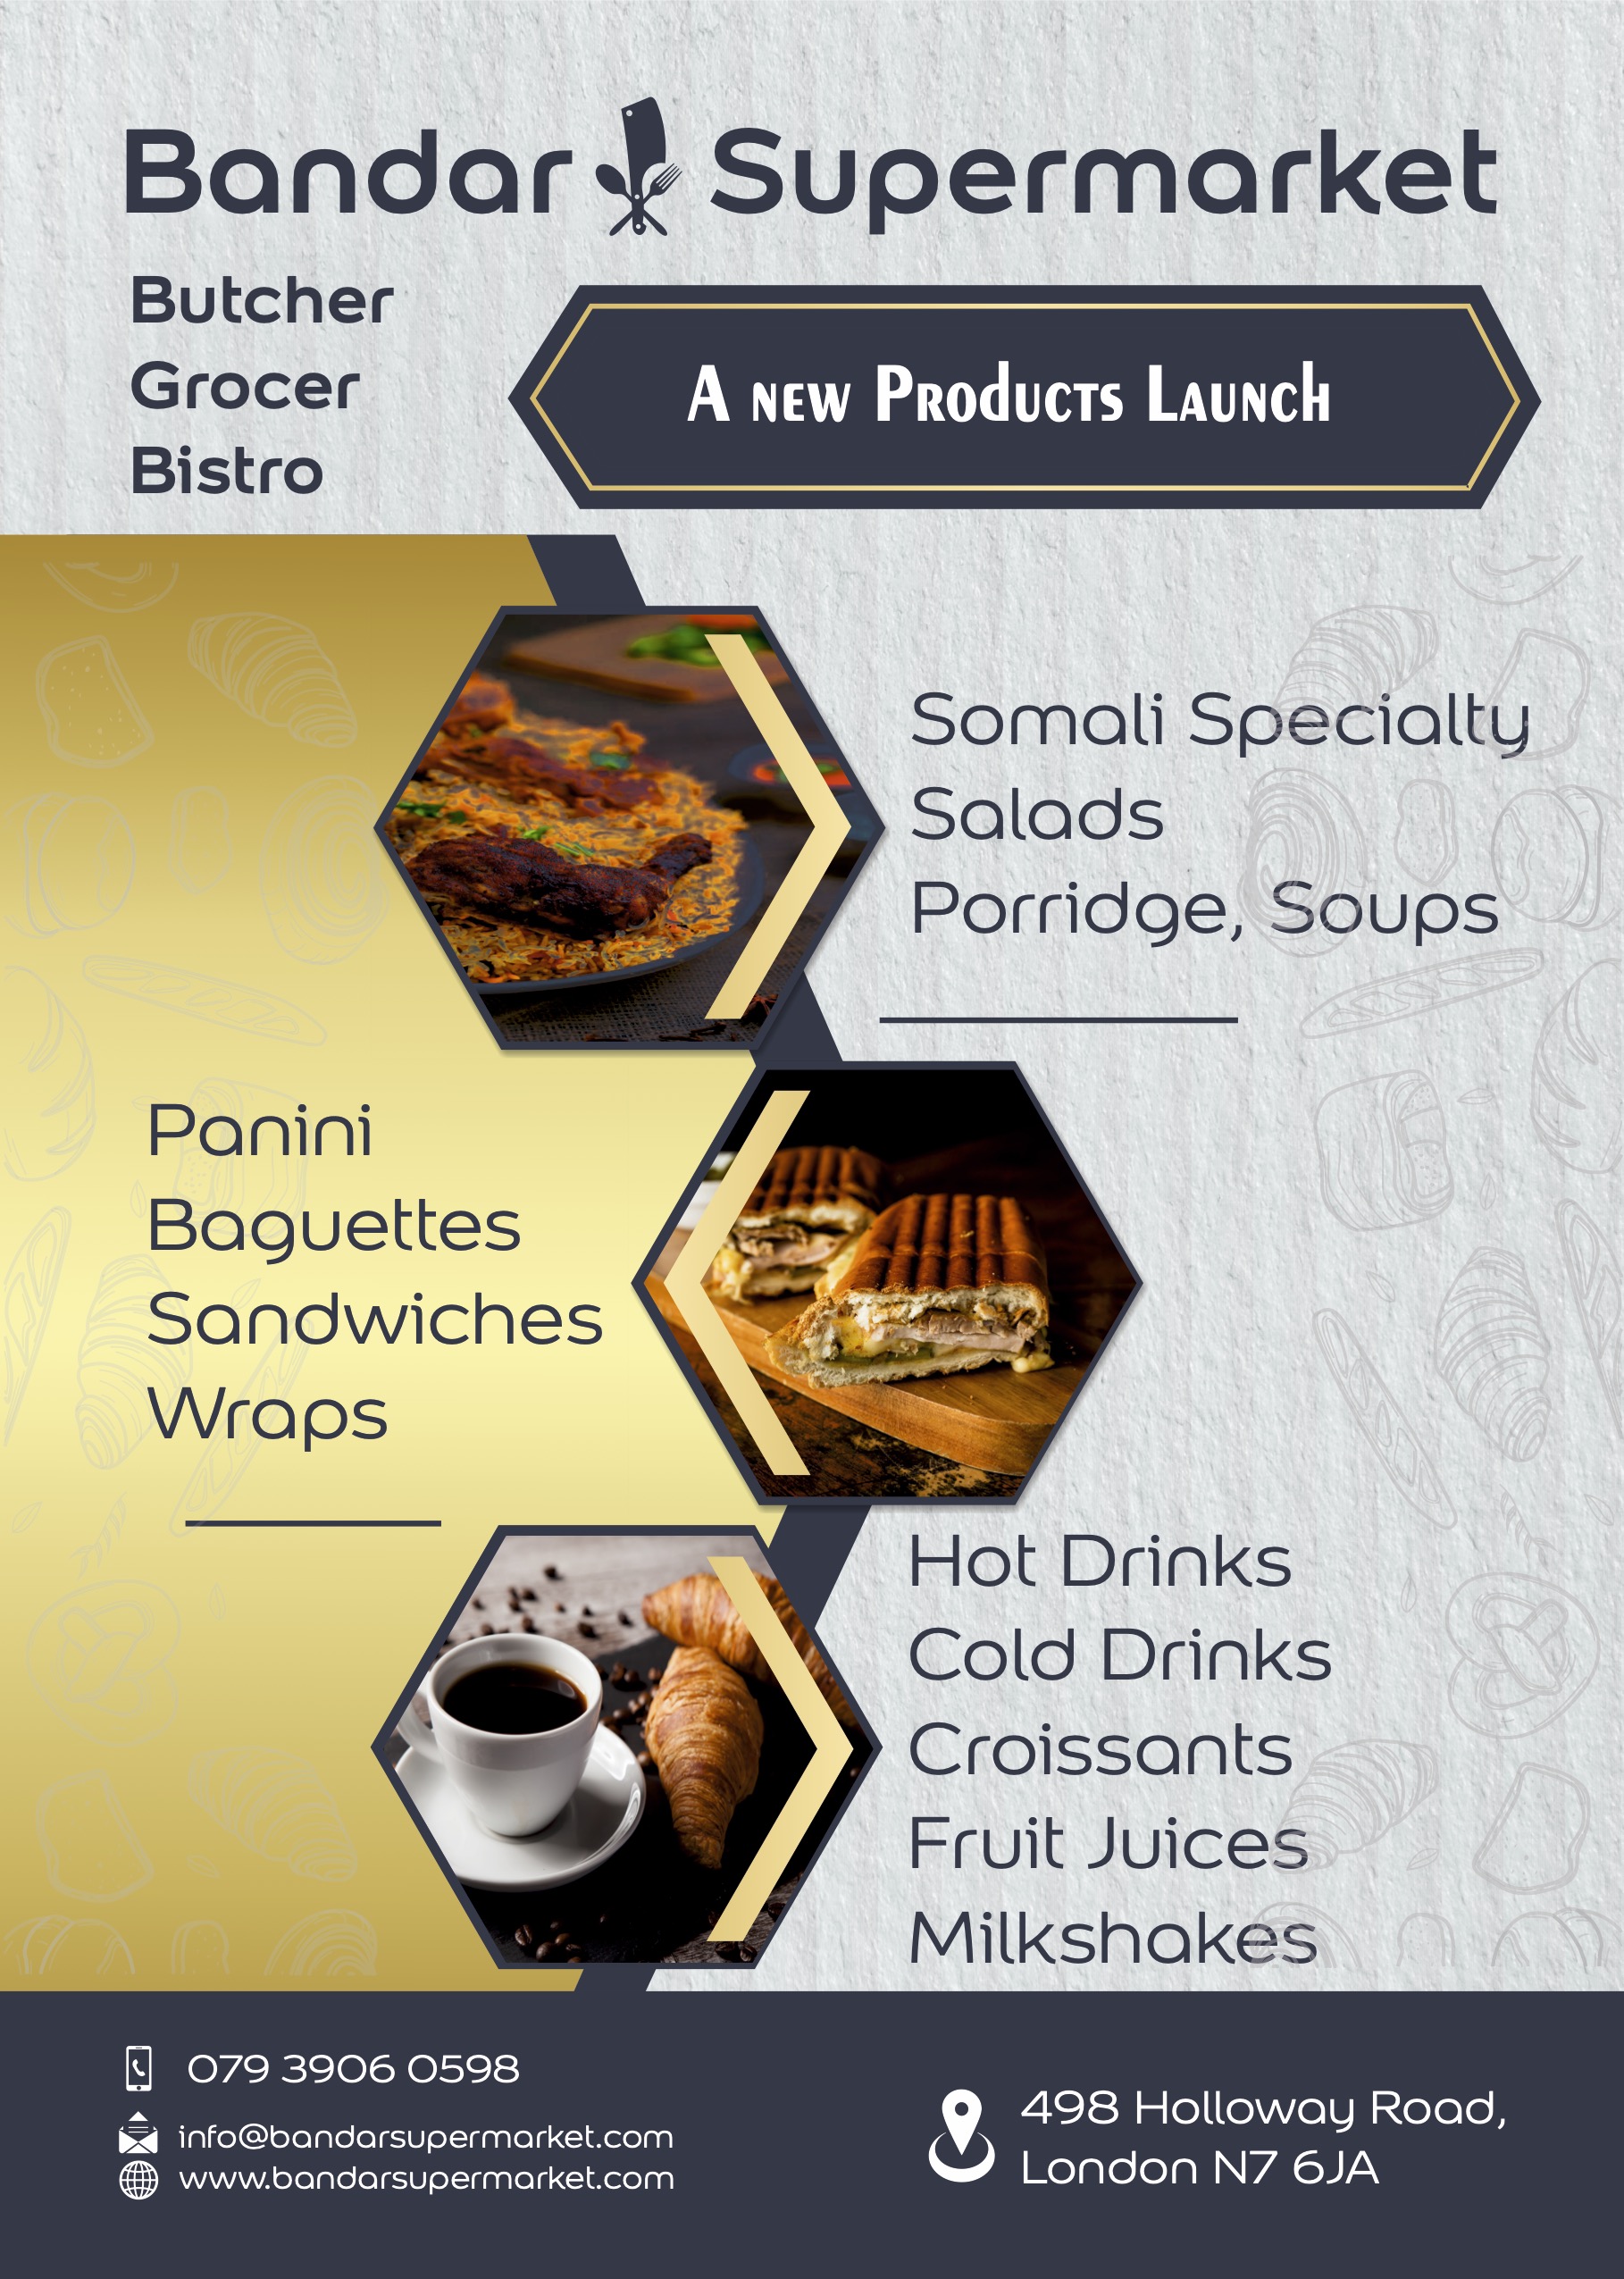 Bandar Supermarket
Butcher
Grocer
Bistro
A new Products Launch
Somali Specialty
Salads
Porridge, Soups
Panini
Baguettes
Sandwiches
Wraps
Hot Drinks
Cold Drinks
Croissants
Fruit Juices
Milkshakes
079 3906 0598
info@bandarsupermarket.com
www.bandarsupermarket.com
498 Holloway Road,
London N7 6JA